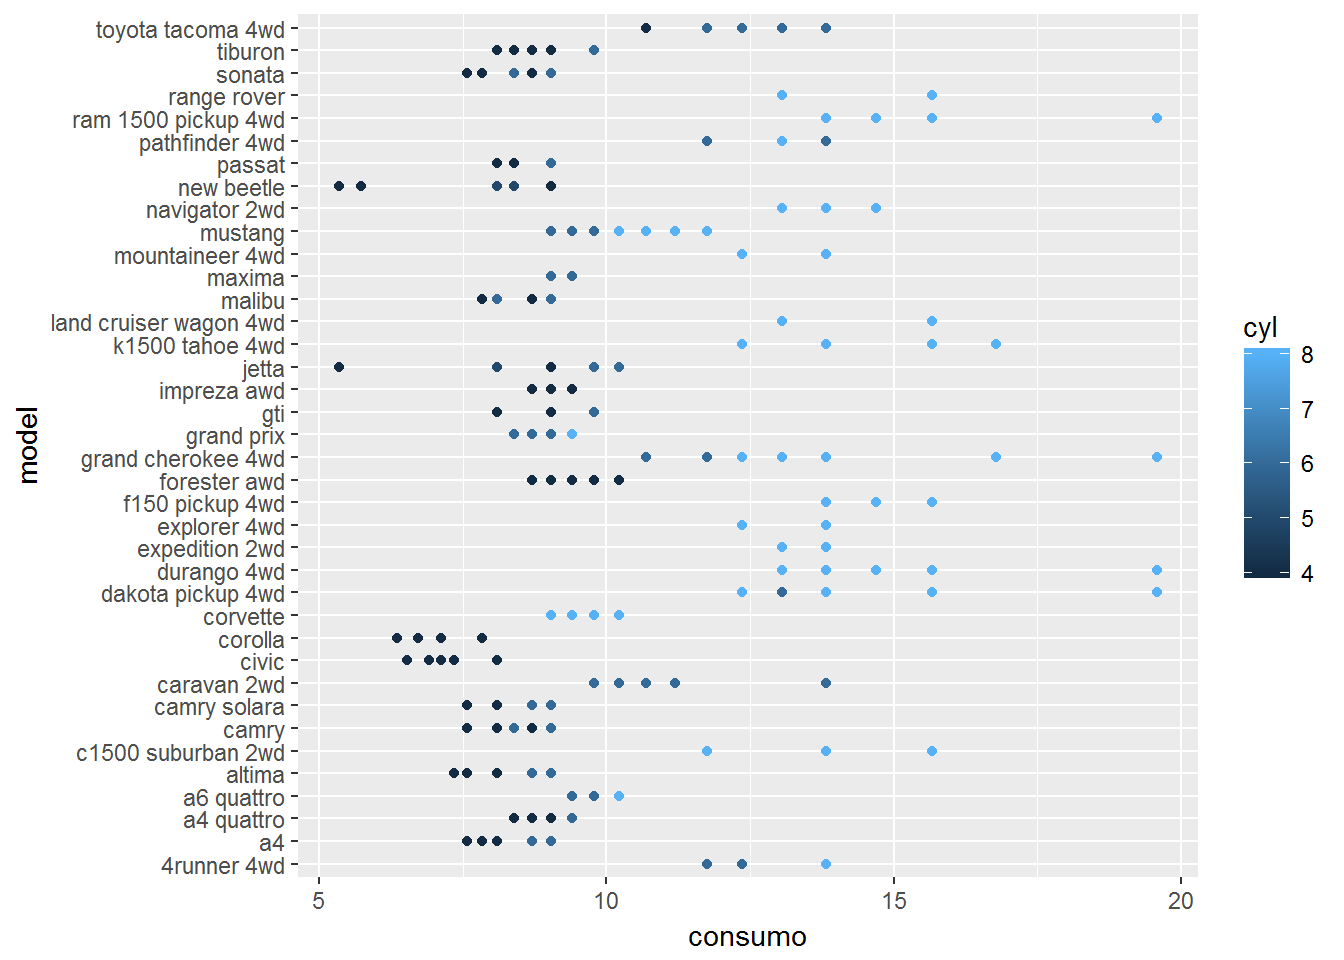 toyota tacoma 4wd
tiburon
sonata
range rover
ram 1500 pickup 4wd
pathfinder 4wd
passat
new beetle
navigator 2wd
mustang
mountaineer 4wd
maxima
malibu
land cruiser wagon 4wd
k1500 tahoe 4wd
jetta
impreza awd
gti
grand prix
grand cherokee 4wd
forester awd
f150 pickup 4wd
explorer 4wd
expedition 2wd
durango 4wd
dakota pickup 4wd
corvette
corolla
civic
caravan 2wd
camry solara
camry
c1500 suburban 2wd
altima
a6 quattro
a4 quattro
a4
4runner 4wd
model
5 10 15 20
consumo
cyl
8
7
6
5
4